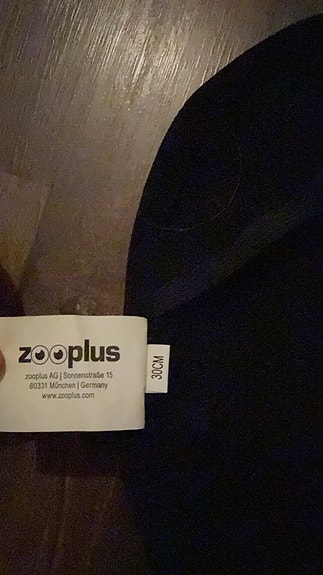 zooplus
zooplus AG | Sonnenstraße 15
80331 München | Germany
www.zooplus.com
30CM